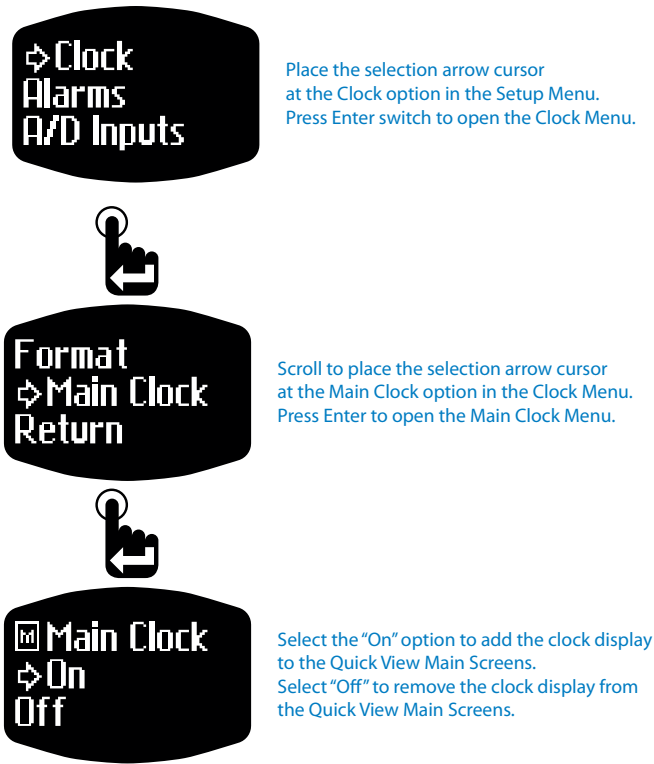 Clock
Alarms
A/D Inputs
Place the selection arrow cursor
at the Clock option in the Setup Menu.
Press Enter switch to open the Clock Menu.
Format
Main Clock
Return
Scroll to place the selection arrow cursor
at the Main Clock option in the Clock Menu.
Press Enter to open the Main Clock Menu.
M Main Clock
On
Off
Select the “On” option to add the clock display
to the Quick View Main Screens.
Select “Off” to remove the clock display from
the Quick View Main Screens.